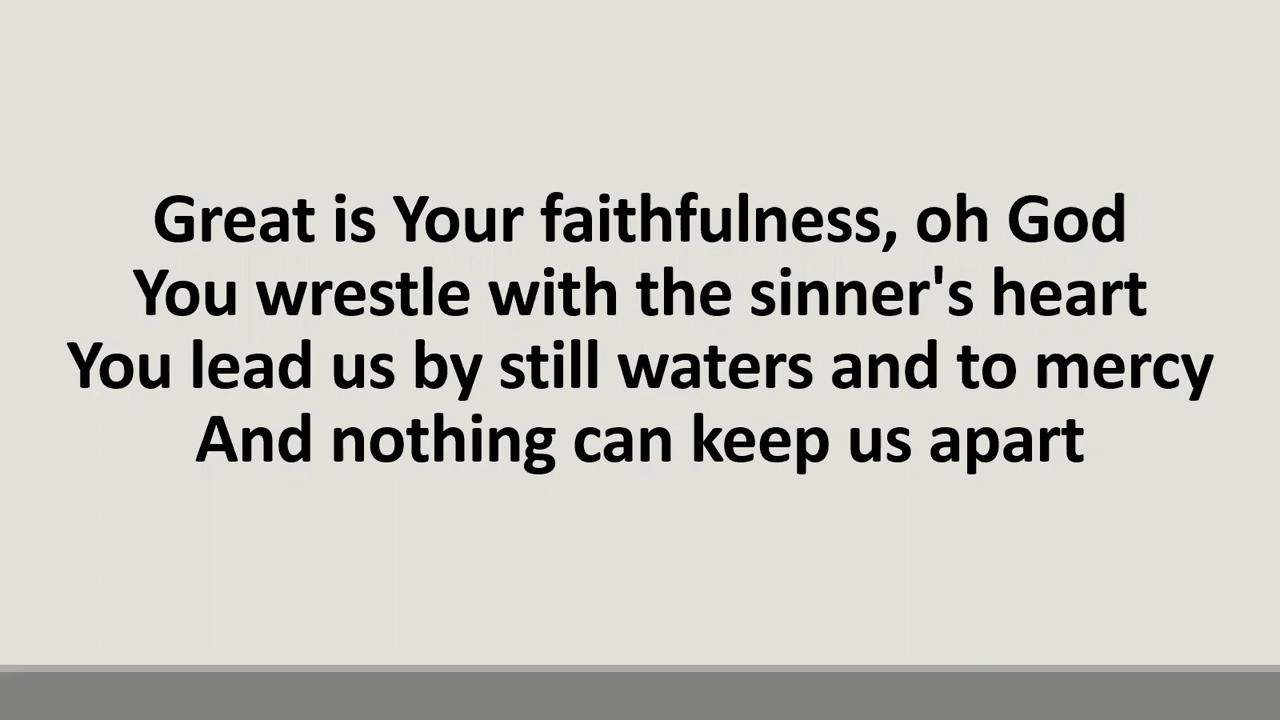 Great is Your faithfulness, oh God
You wrestle with the sinner's heart
You lead us by still waters and to mercy
And nothing can keep us apart